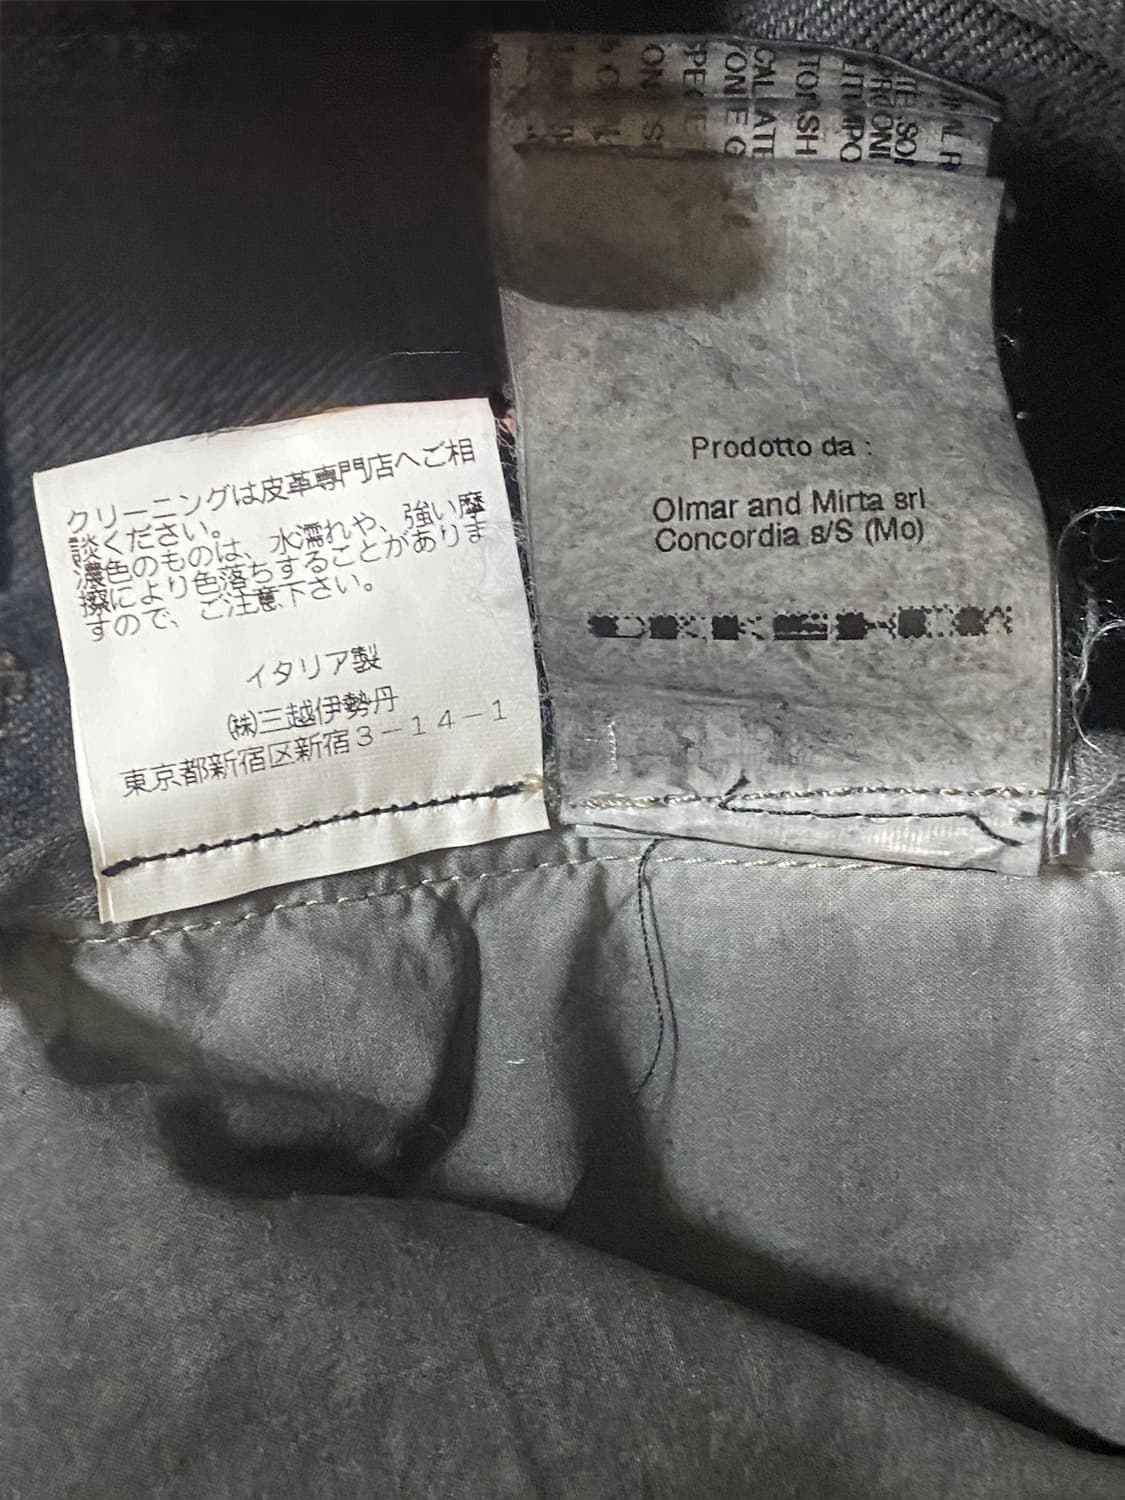 クリーニングは皮革専門店へご相
談ください。
濃色のものは、水濡れや、強い摩
擦により色落ちすることがありま
すので、ご注意下さい。
イタリア製
㈱三越伊勢丹
東京都新宿区新宿3－14－1
Prodotto da :
Olmar and Mirta srl
Concordia s/S (Mo)